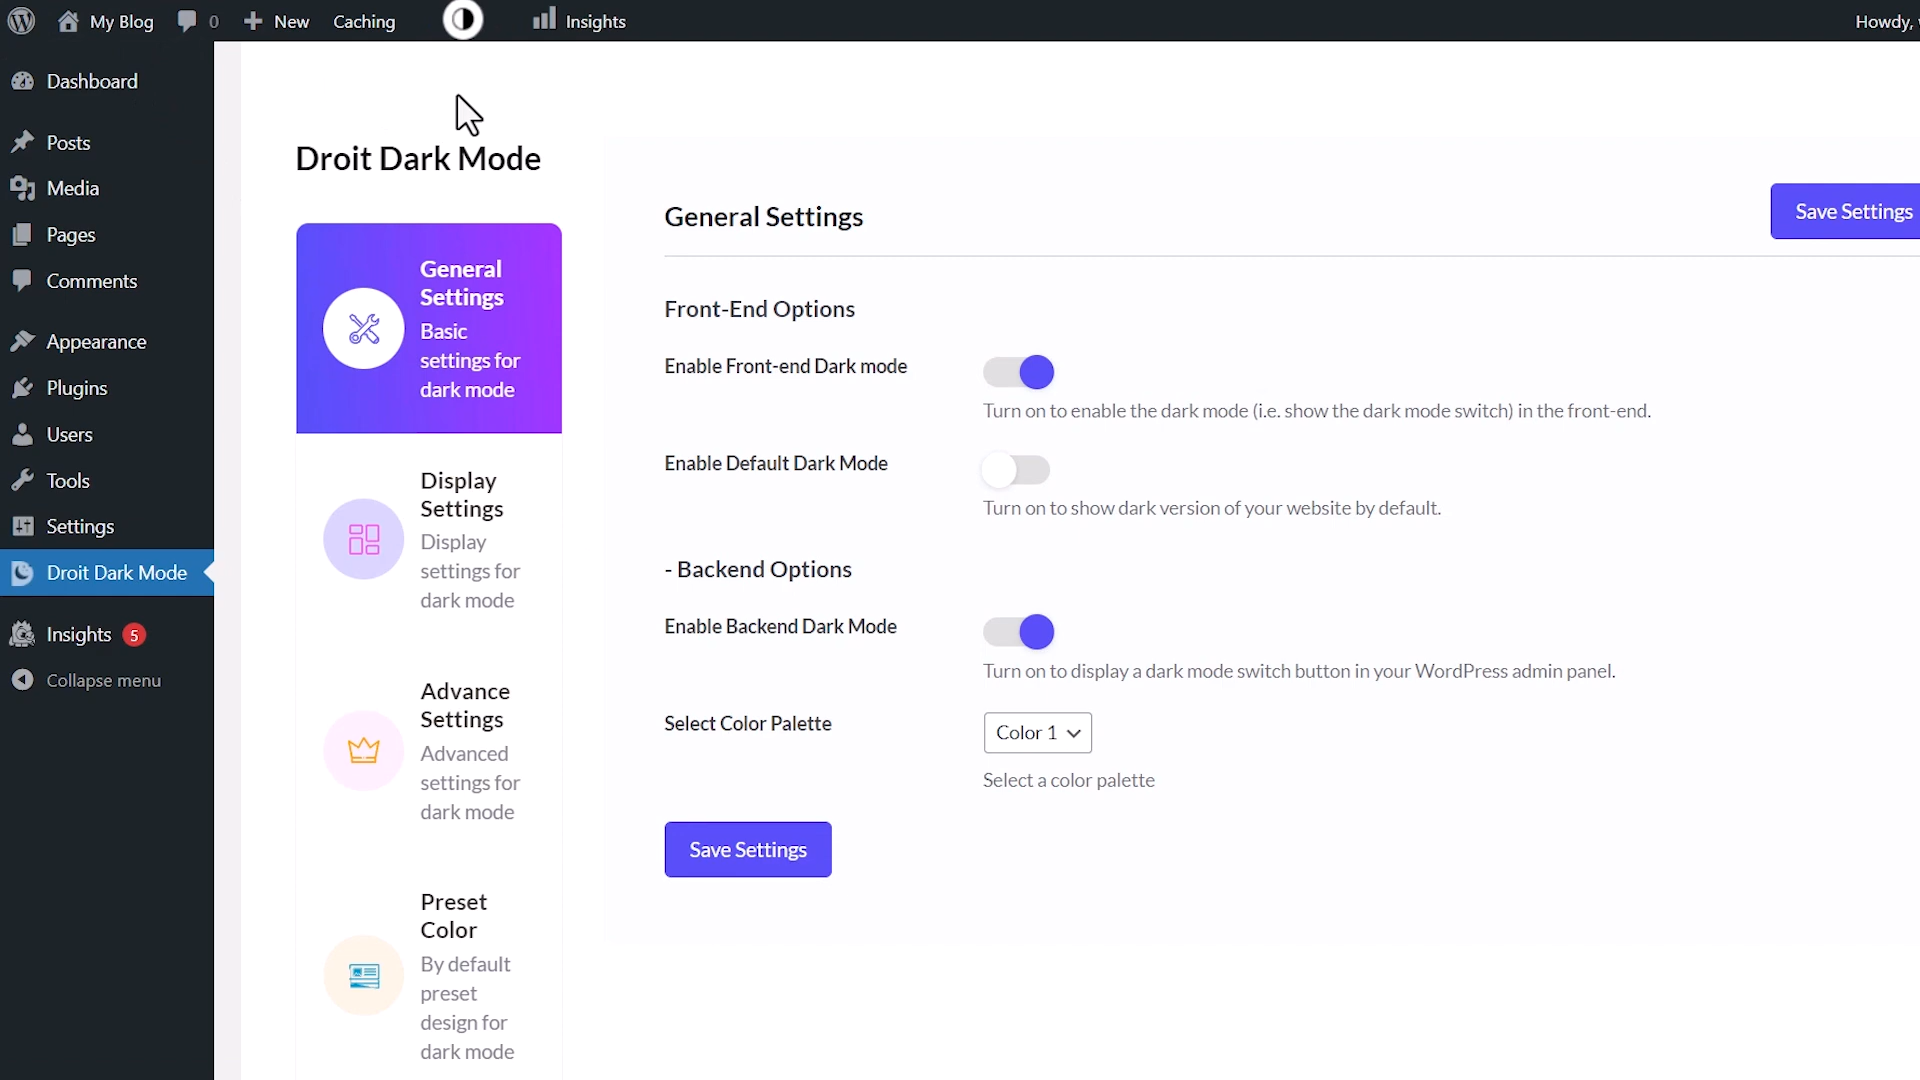 My Blog
0
New
Caching
Insights
Howdy,
Dashboard
Posts
Media
Pages
Comments
Appearance
Plugins
Users
Tools
Settings
Droit Dark Mode
Insights 5
Collapse menu
Droit Dark Mode
General
Settings
Basic
settings for
dark mode
Display
Settings
Display
settings for
dark mode
Advance
Settings
Advanced
settings for
dark mode
Preset
Color
By default
preset
design for
dark mode
General Settings
Save Settings
Front-End Options
Enable Front-end Dark mode
Turn on to enable the dark mode (i.e. show the dark mode switch) in the front-end.
Enable Default Dark Mode
Turn on to show dark version of your website by default.
- Backend Options
Enable Backend Dark Mode
Turn on to display a dark mode switch button in your WordPress admin panel.
Select Color Palette
Color 1
Select a color palette
Save Settings